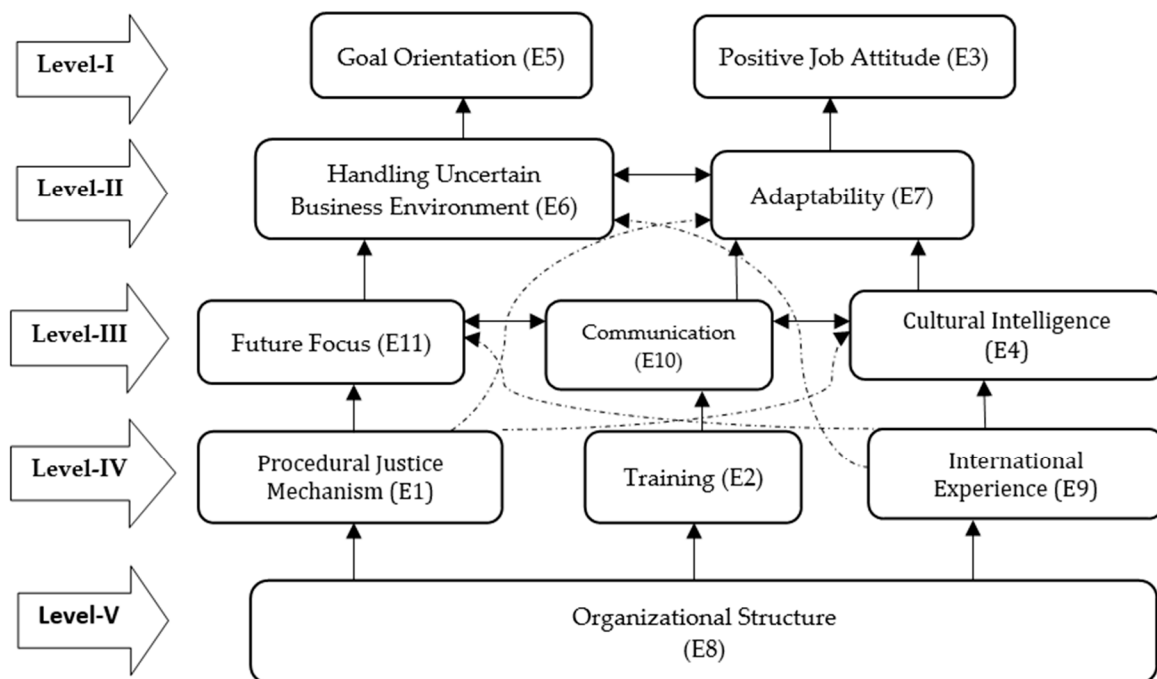 Level-I
Goal Orientation (E5)
Positive Job Attitude (E3)
Level-II
Handling Uncertain
Business Environment (E6)
Adaptability (E7)
Level-III
Future Focus (E11)
Communication
(E10)
Cultural Intelligence
(E4)
Level-IV
Procedural Justice
Mechanism (E1)
Training (E2)
International
Experience (E9)
Level-V
Organizational Structure
(E8)